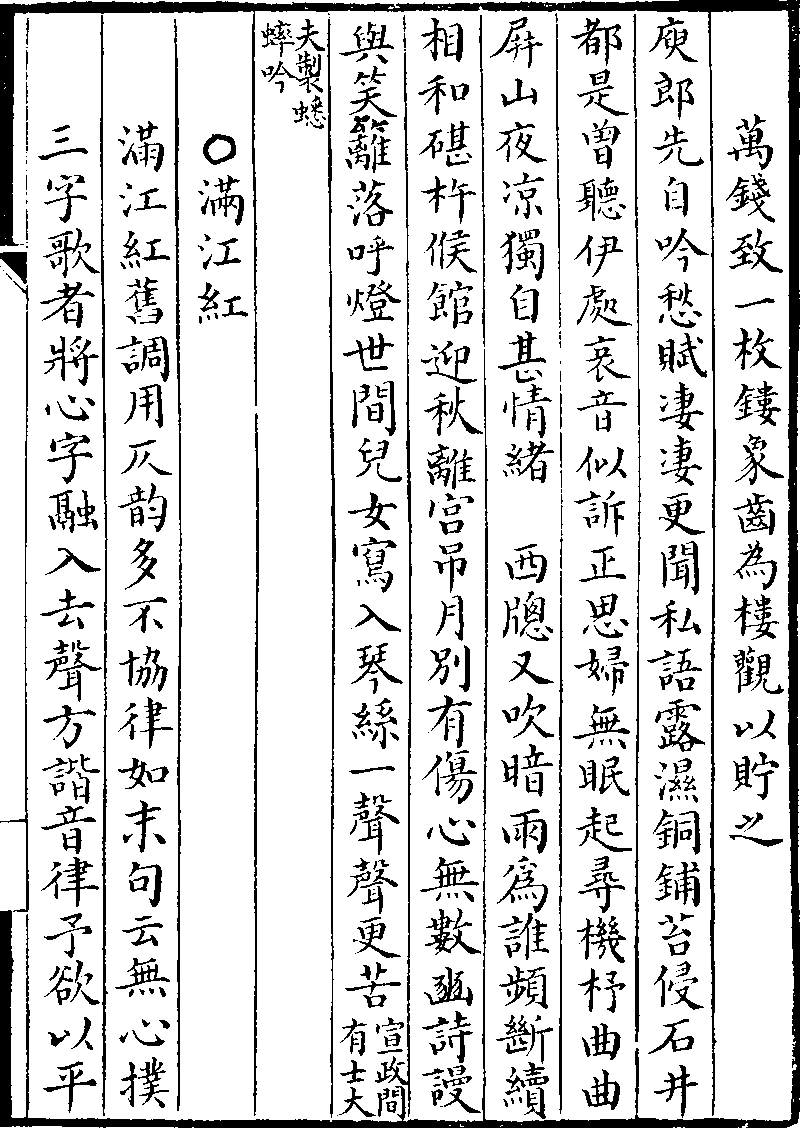 萬錢致一枚鏤象齒為樓觀以貯之
庾郎先自吟愁賦淒淒更聞私語露濕銅鋪苔侵石井
都是曾聽伊處哀音似訴正思婦無眠起尋機杼曲曲
屏山夜凉獨自甚情緒　西牕又吹暗雨爲誰頻斷續
相和碪杵候館迎秋離宫吊月别有傷心無數豳詩謾
與笑籬落呼燈世間兒女寫入琴絲一聲聲更苦宣政間有士大
夫製蟋蟀吟
○滿江紅
滿江紅舊調用仄韵多不協律如末句云無心撲
三字歌者將心字融入去聲方諧音律予欲以平